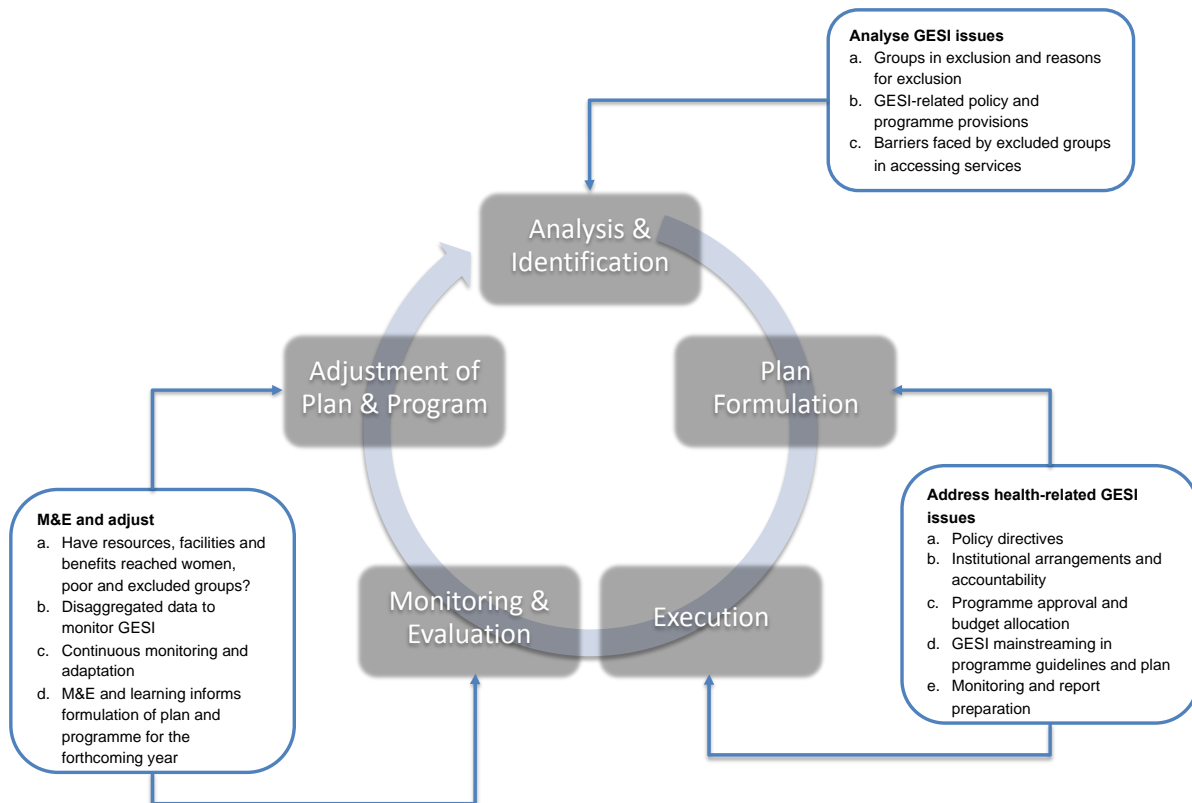 Analyse GESI issues
a. Groups in exclusion and reasons
for exclusion
b. GESI-related policy and
programme provisions
c. Barriers faced by excluded groups
in accessing services
Analysis &
Identification
Adjustment of
Plan & Program
Plan
Formulation
Monitoring &
Evaluation
Execution
M&E and adjust
a. Have resources, facilities and
benefits reached women,
poor and excluded groups?
b. Disaggregated data to
monitor GESI
c. Continuous monitoring and
adaptation
d. M&E and learning informs
formulation of plan and
programme for the
forthcoming year
Address health-related GESI
issues
a. Policy directives
b. Institutional arrangements and
accountability
c. Programme approval and
budget allocation
d. GESI mainstreaming in
programme guidelines and plan
e. Monitoring and report
preparation